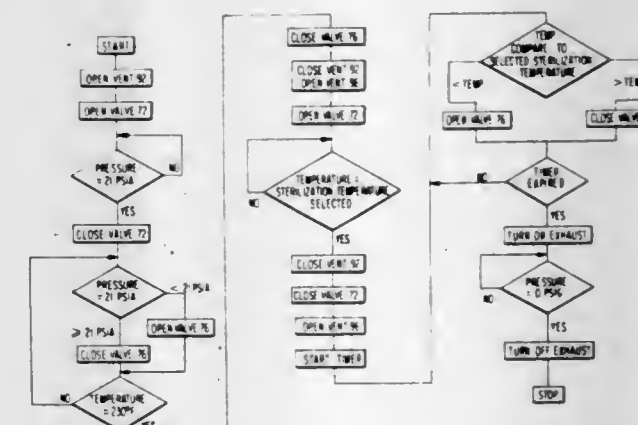 START
OPEN VENT 92
OPEN VALVE 72
PRESSURE
= 21 PSIA
NO
YES
CLOSE VALVE 72
PRESSURE
= 21 PSIA
< 21 PSIA
OPEN VALVE 76
≥ 21 PSIA
CLOSE VALVE 76
NO
TEMPERATURE
= 230°F
YES
CLOSE VALVE 76
CLOSE VENT 92
OPEN VENT 96
OPEN VALVE 72
TEMPERATURE =
STERILIZATION TEMPERATURE
SELECTED
NO
YES
CLOSE VENT 92
CLOSE VALVE 72
OPEN VENT 96
START TIMER
TEMP
COMPARE TO
SELECTED STERILIZATION
TEMPERATURE
< TEMP
> TEM
OPEN VALVE 76
CLOSE VALVE
TIMER
EXPIRED
NO
YES
TURN ON EXHAUST
PRESSURE
= 0 PSIG
NO
YES
TURN OFF EXHAUST
STOP